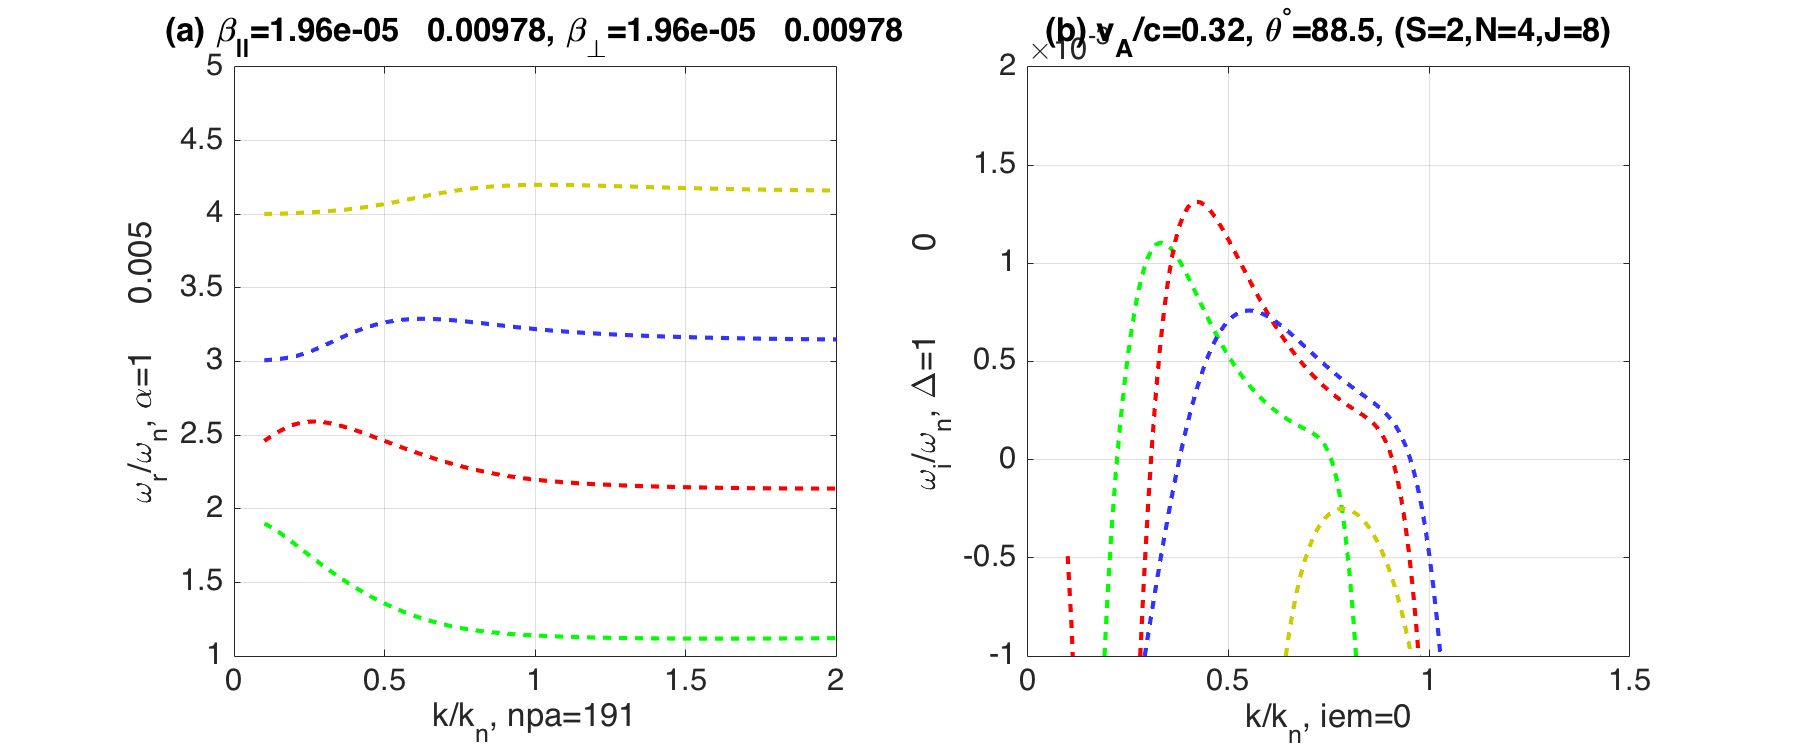 (a) β||=1.96e-05 0.00978, β⊥=1.96e-05 0.00978
5
4.5
4
3.5
3
2.5
2
1.5
1
0 0.5 1 1.5 2
k/kn, npa=191
ωr/ωn, α=1 0.005
(b) vA/c=0.32, θ°=88.5, (S=2,N=4,J=8)
×10-3
2
1.5
1
0.5
0
-0.5
-1
0 0.5 1 1.5
k/kn, iem=0
ωi/ωn, Δ=1 0